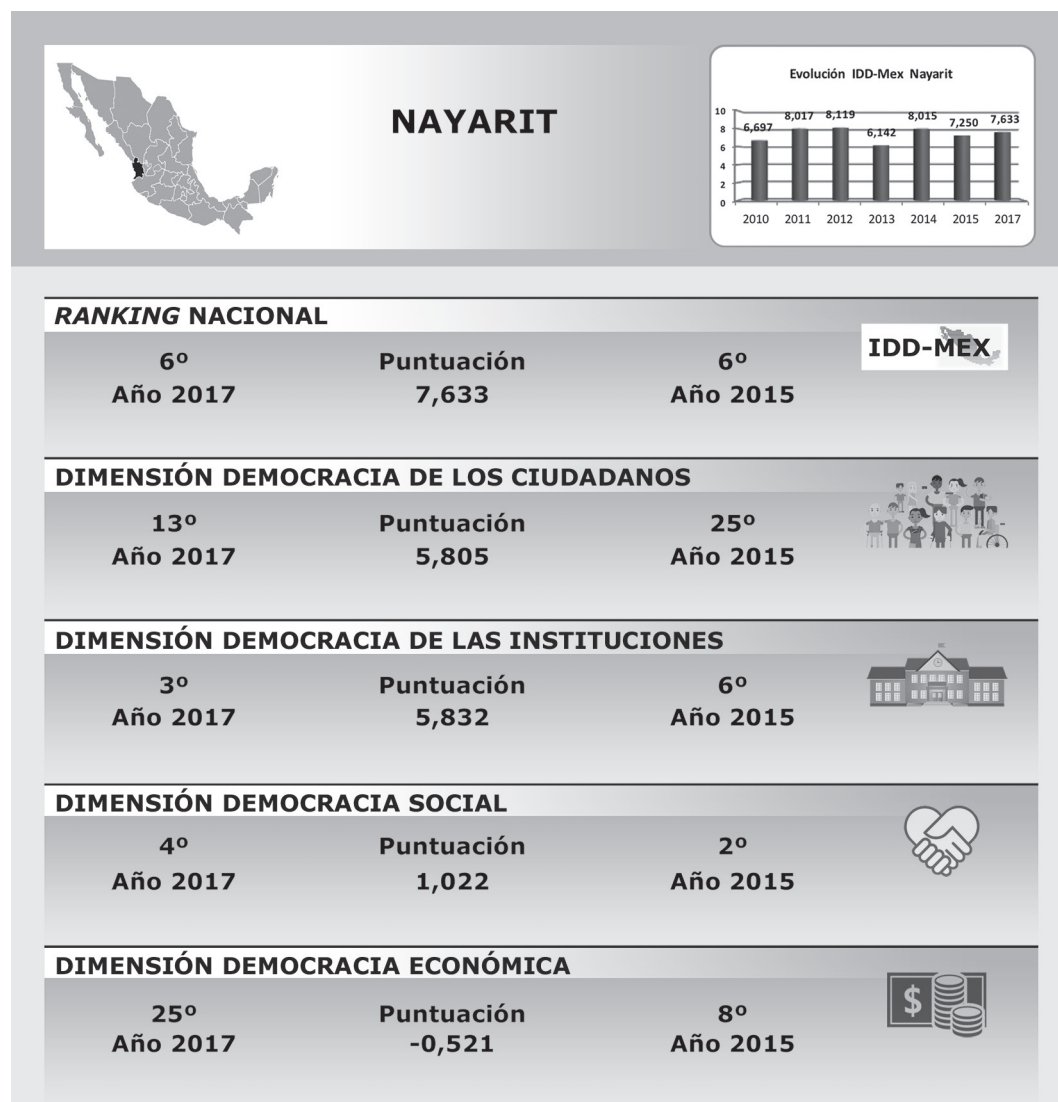 NAYARIT
Evolución IDD-Mex Nayarit
10
8
6
4
2
0
6,697
8,017
8,119
6,142
8,015
7,250
7,633
2010 2011 2012 2013 2014 2015 2017
RANKING NACIONAL
IDD-MEX
6º Puntuación 6º
Año 2017 7,633 Año 2015
DIMENSIÓN DEMOCRACIA DE LOS CIUDADANOS
13º Puntuación 25º
Año 2017 5,805 Año 2015
DIMENSIÓN DEMOCRACIA DE LAS INSTITUCIONES
3º Puntuación 6º
Año 2017 5,832 Año 2015
DIMENSIÓN DEMOCRACIA SOCIAL
4º Puntuación 2º
Año 2017 1,022 Año 2015
DIMENSIÓN DEMOCRACIA ECONÓMICA
$
25º Puntuación 8º
Año 2017 -0,521 Año 2015